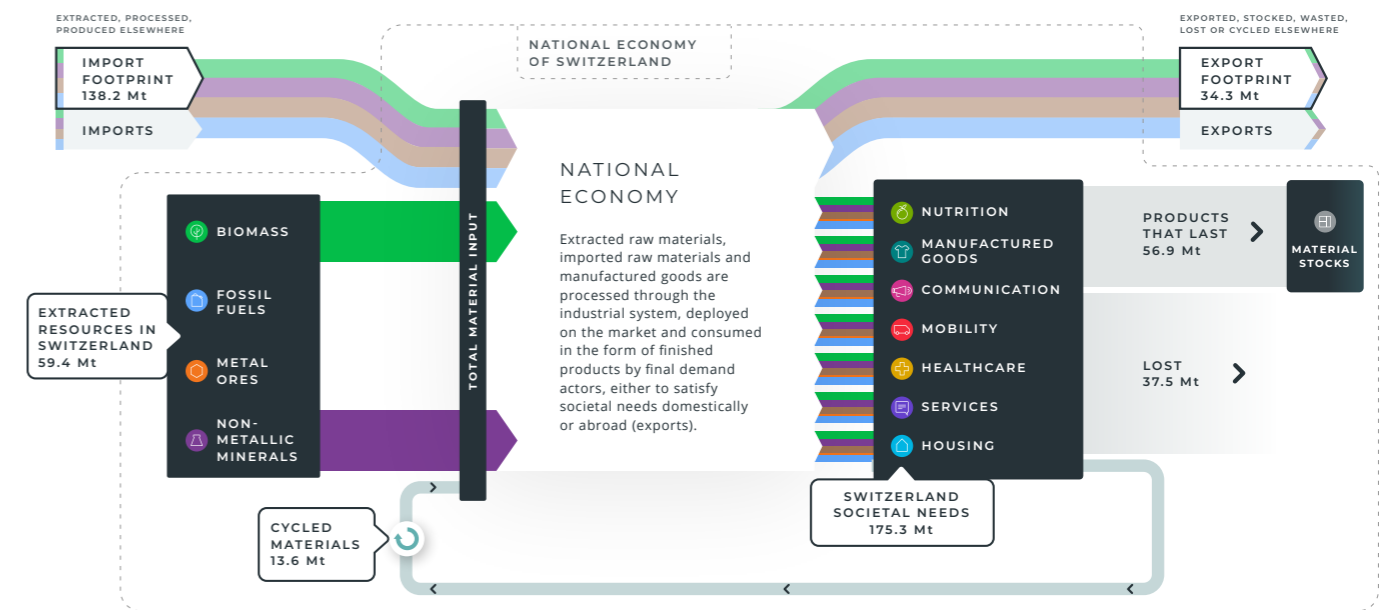 EXTRACTED, PROCESSED,
PRODUCED ELSEWHERE
IMPORT
FOOTPRINT
138.2 Mt
IMPORTS
NATIONAL ECONOMY
OF SWITZERLAND
EXPORTED, STOCKED, WASTED,
LOST OR CYCLED ELSEWHERE
EXPORT
FOOTPRINT
34.3 Mt
EXPORTS
EXTRACTED
RESOURCES IN
SWITZERLAND
59.4 Mt
BIOMASS
FOSSIL
FUELS
METAL
ORES
NON-
METALLIC
MINERALS
TOTAL MATERIAL INPUT
NATIONAL
ECONOMY
Extracted raw materials,
imported raw materials and
manufactured goods are
processed through the
industrial system, deployed
on the market and consumed
in the form of finished
products by final demand
actors, either to satisfy
societal needs domestically
or abroad (exports).
NUTRITION
MANUFACTURED
GOODS
COMMUNICATION
MOBILITY
HEALTHCARE
SERVICES
HOUSING
SWITZERLAND
SOCIETAL NEEDS
175.3 Mt
PRODUCTS
THAT LAST
56.9 Mt
MATERIAL
STOCKS
LOST
37.5 Mt
CYCLED
MATERIALS
13.6 Mt